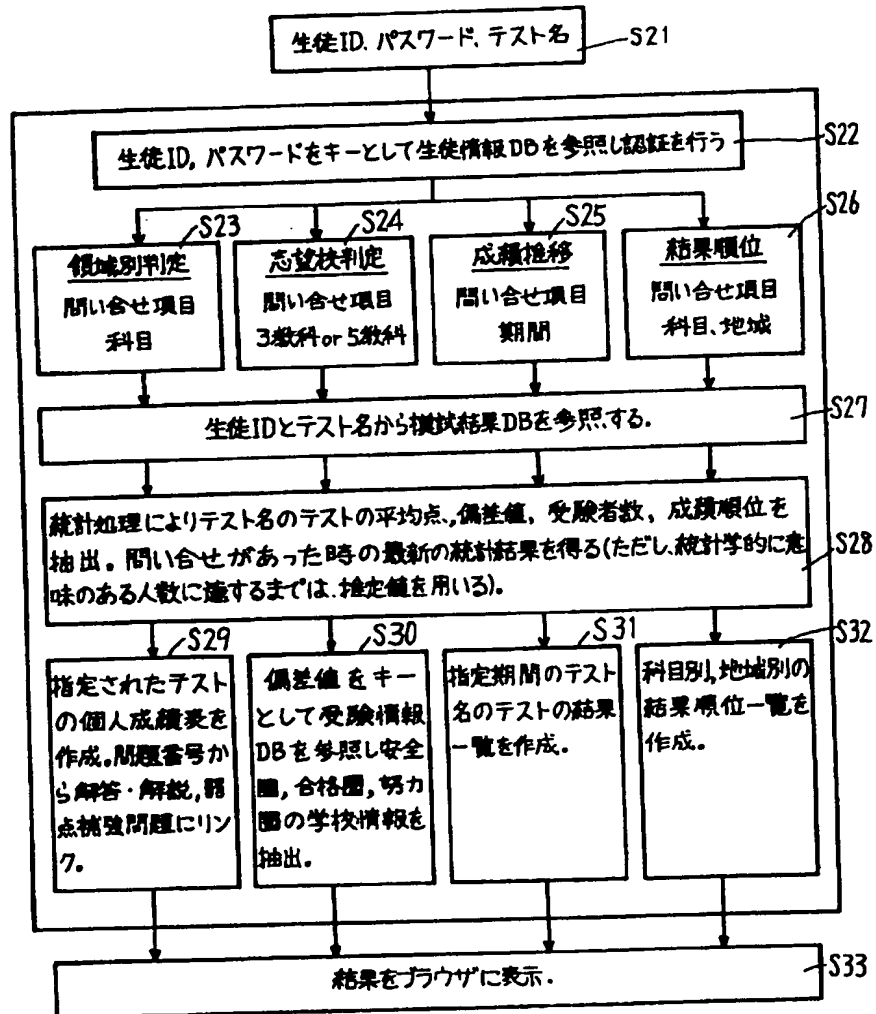 生徒ID、パスワード、テスト名
S21
生徒ID,パスワードをキーとして生徒情報DBを参照し認証を行う
S22
S23
領域別判定
問い合せ項目
科目
S24
志望校判定
問い合せ項目
3教科or5教科
S25
成績推移
問い合せ項目
期間
S26
結果順位
問い合せ項目
科目、地域
生徒IDとテスト名から模試結果DBを参照する.
S27
統計処理によりテスト名のテストの平均点、偏差値,受験者数,成績順位を
抽出。問い合せがあった時の最新の統計結果を得る(ただし、統計学的に意
味のある人数に達するまでは、推定値を用いる)。
S28
S29
指定されたテスト
の個人成績表を
作成。問題番号か
ら解答・解説,弱
点補強問題にリン
ク。
S30
偏差値をキー
として受験情報
DBを参照し安全
圏,合格圏,努力
圏の学校情報を
抽出。
S31
指定期間のテスト
名のテストの結果
一覧を作成。
S32
科目別,地域別の
結果順位一覧を
作成。
結果をブラウザに表示.
S33